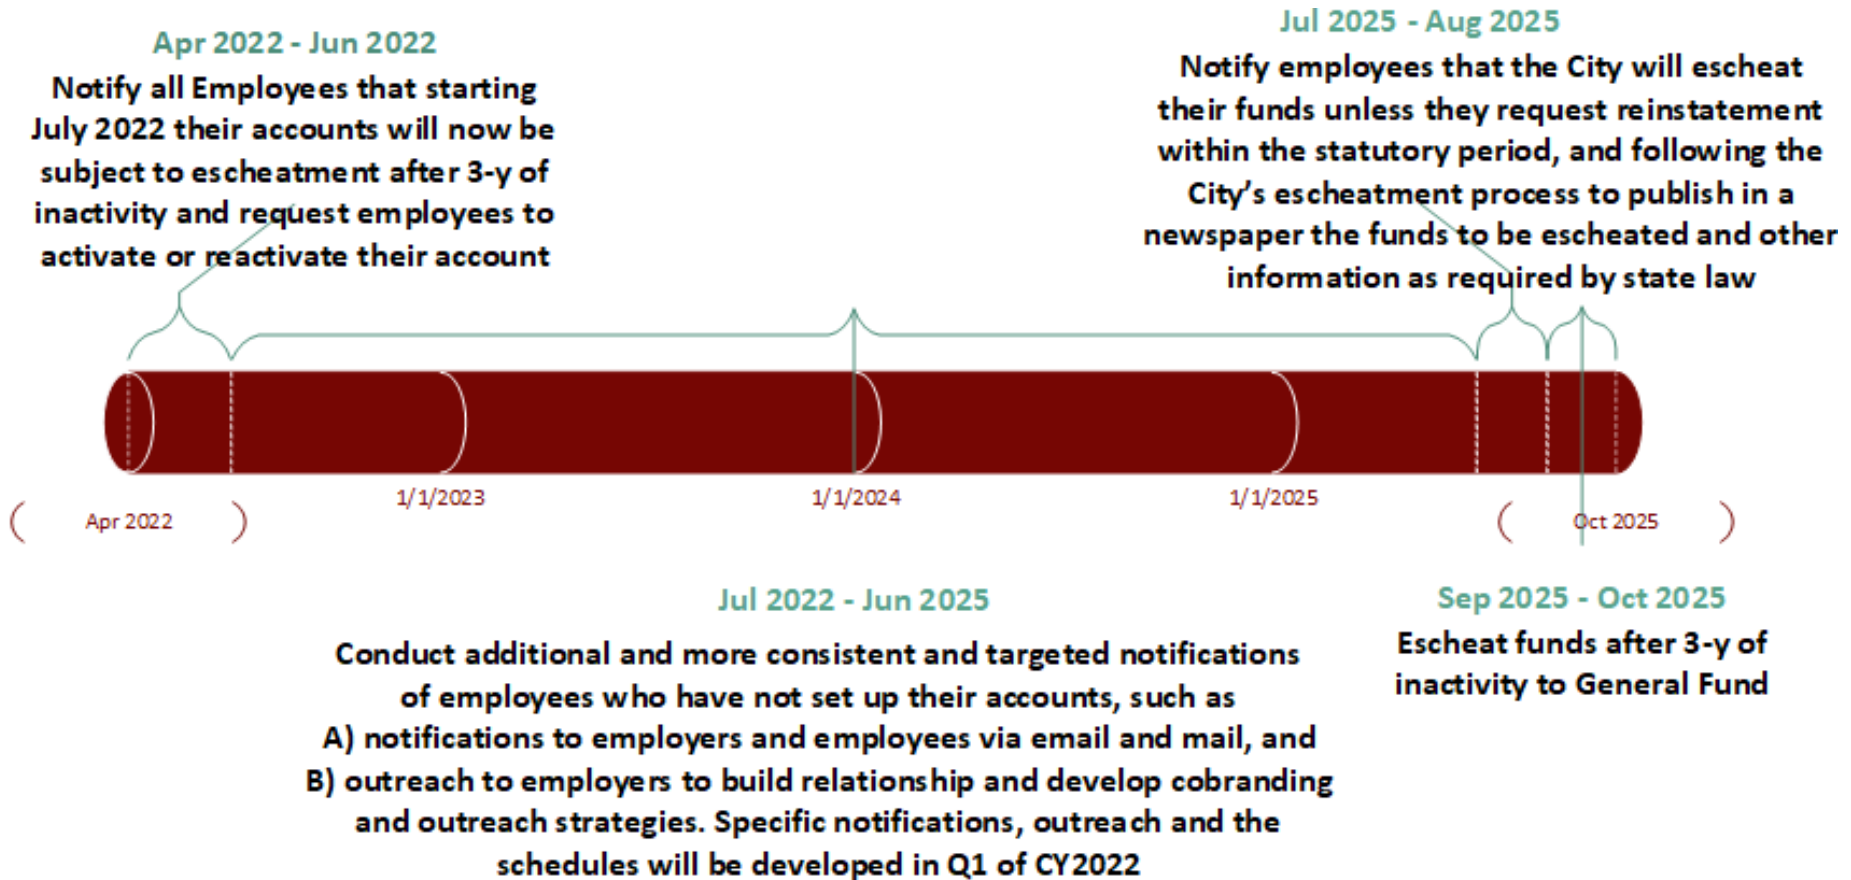 Apr 2022 - Jun 2022
Notify all Employees that starting
July 2022 their accounts will now be
subject to escheatment after 3-y of
inactivity and request employees to
activate or reactivate their account
Jul 2025 - Aug 2025
Notify employees that the City will escheat
their funds unless they request reinstatement
within the statutory period, and following the
City's escheatment process to publish in a
newspaper the funds to be escheated and other
information as required by state law
1/1/2023
1/1/2024
1/1/2025
( Apr 2022 )
( Oct 2025 )
Jul 2022 - Jun 2025
Conduct additional and more consistent and targeted notifications
of employees who have not set up their accounts, such as
A) notifications to employers and employees via email and mail, and
B) outreach to employers to build relationship and develop cobranding
and outreach strategies. Specific notifications, outreach and the
schedules will be developed in Q1 of CY2022
Sep 2025 - Oct 2025
Escheat funds after 3-y of
inactivity to General Fund